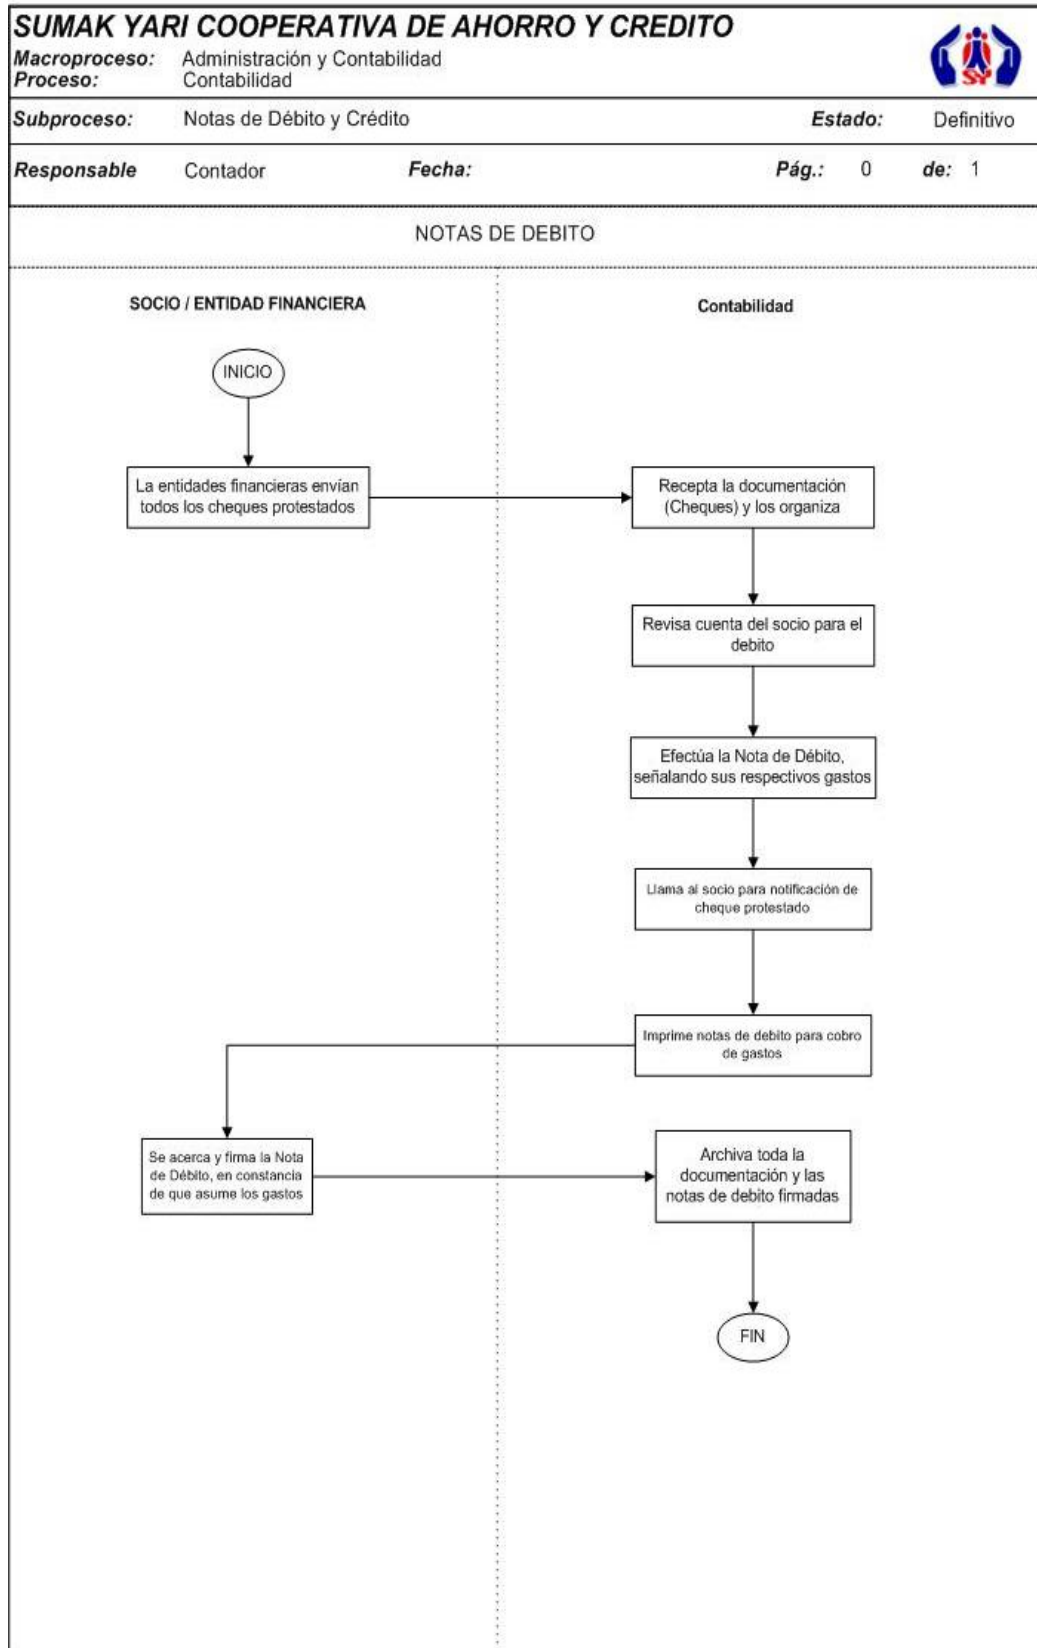 SUMAK YARI COOPERATIVA DE AHORRO Y CREDITO
Macroproceso: Administración y Contabilidad
Proceso: Contabilidad
SY
Subproceso: Notas de Débito y Crédito Estado: Definitivo
Responsable Contador Fecha: Pág.: 0 de: 1
NOTAS DE DEBITO
SOCIO / ENTIDAD FINANCIERA
Contabilidad
INICIO
La entidades financieras envían
todos los cheques protestados
Recepta la documentación
(Cheques) y los organiza
Revisa cuenta del socio para el
debito
Efectúa la Nota de Débito,
señalando sus respectivos gastos
Llama al socio para notificación de
cheque protestado
Imprime notas de debito para cobro
de gastos
Se acerca y firma la Nota
de Débito, en constancia
de que asume los gastos
Archiva toda la
documentación y las
notas de debito firmadas
FIN